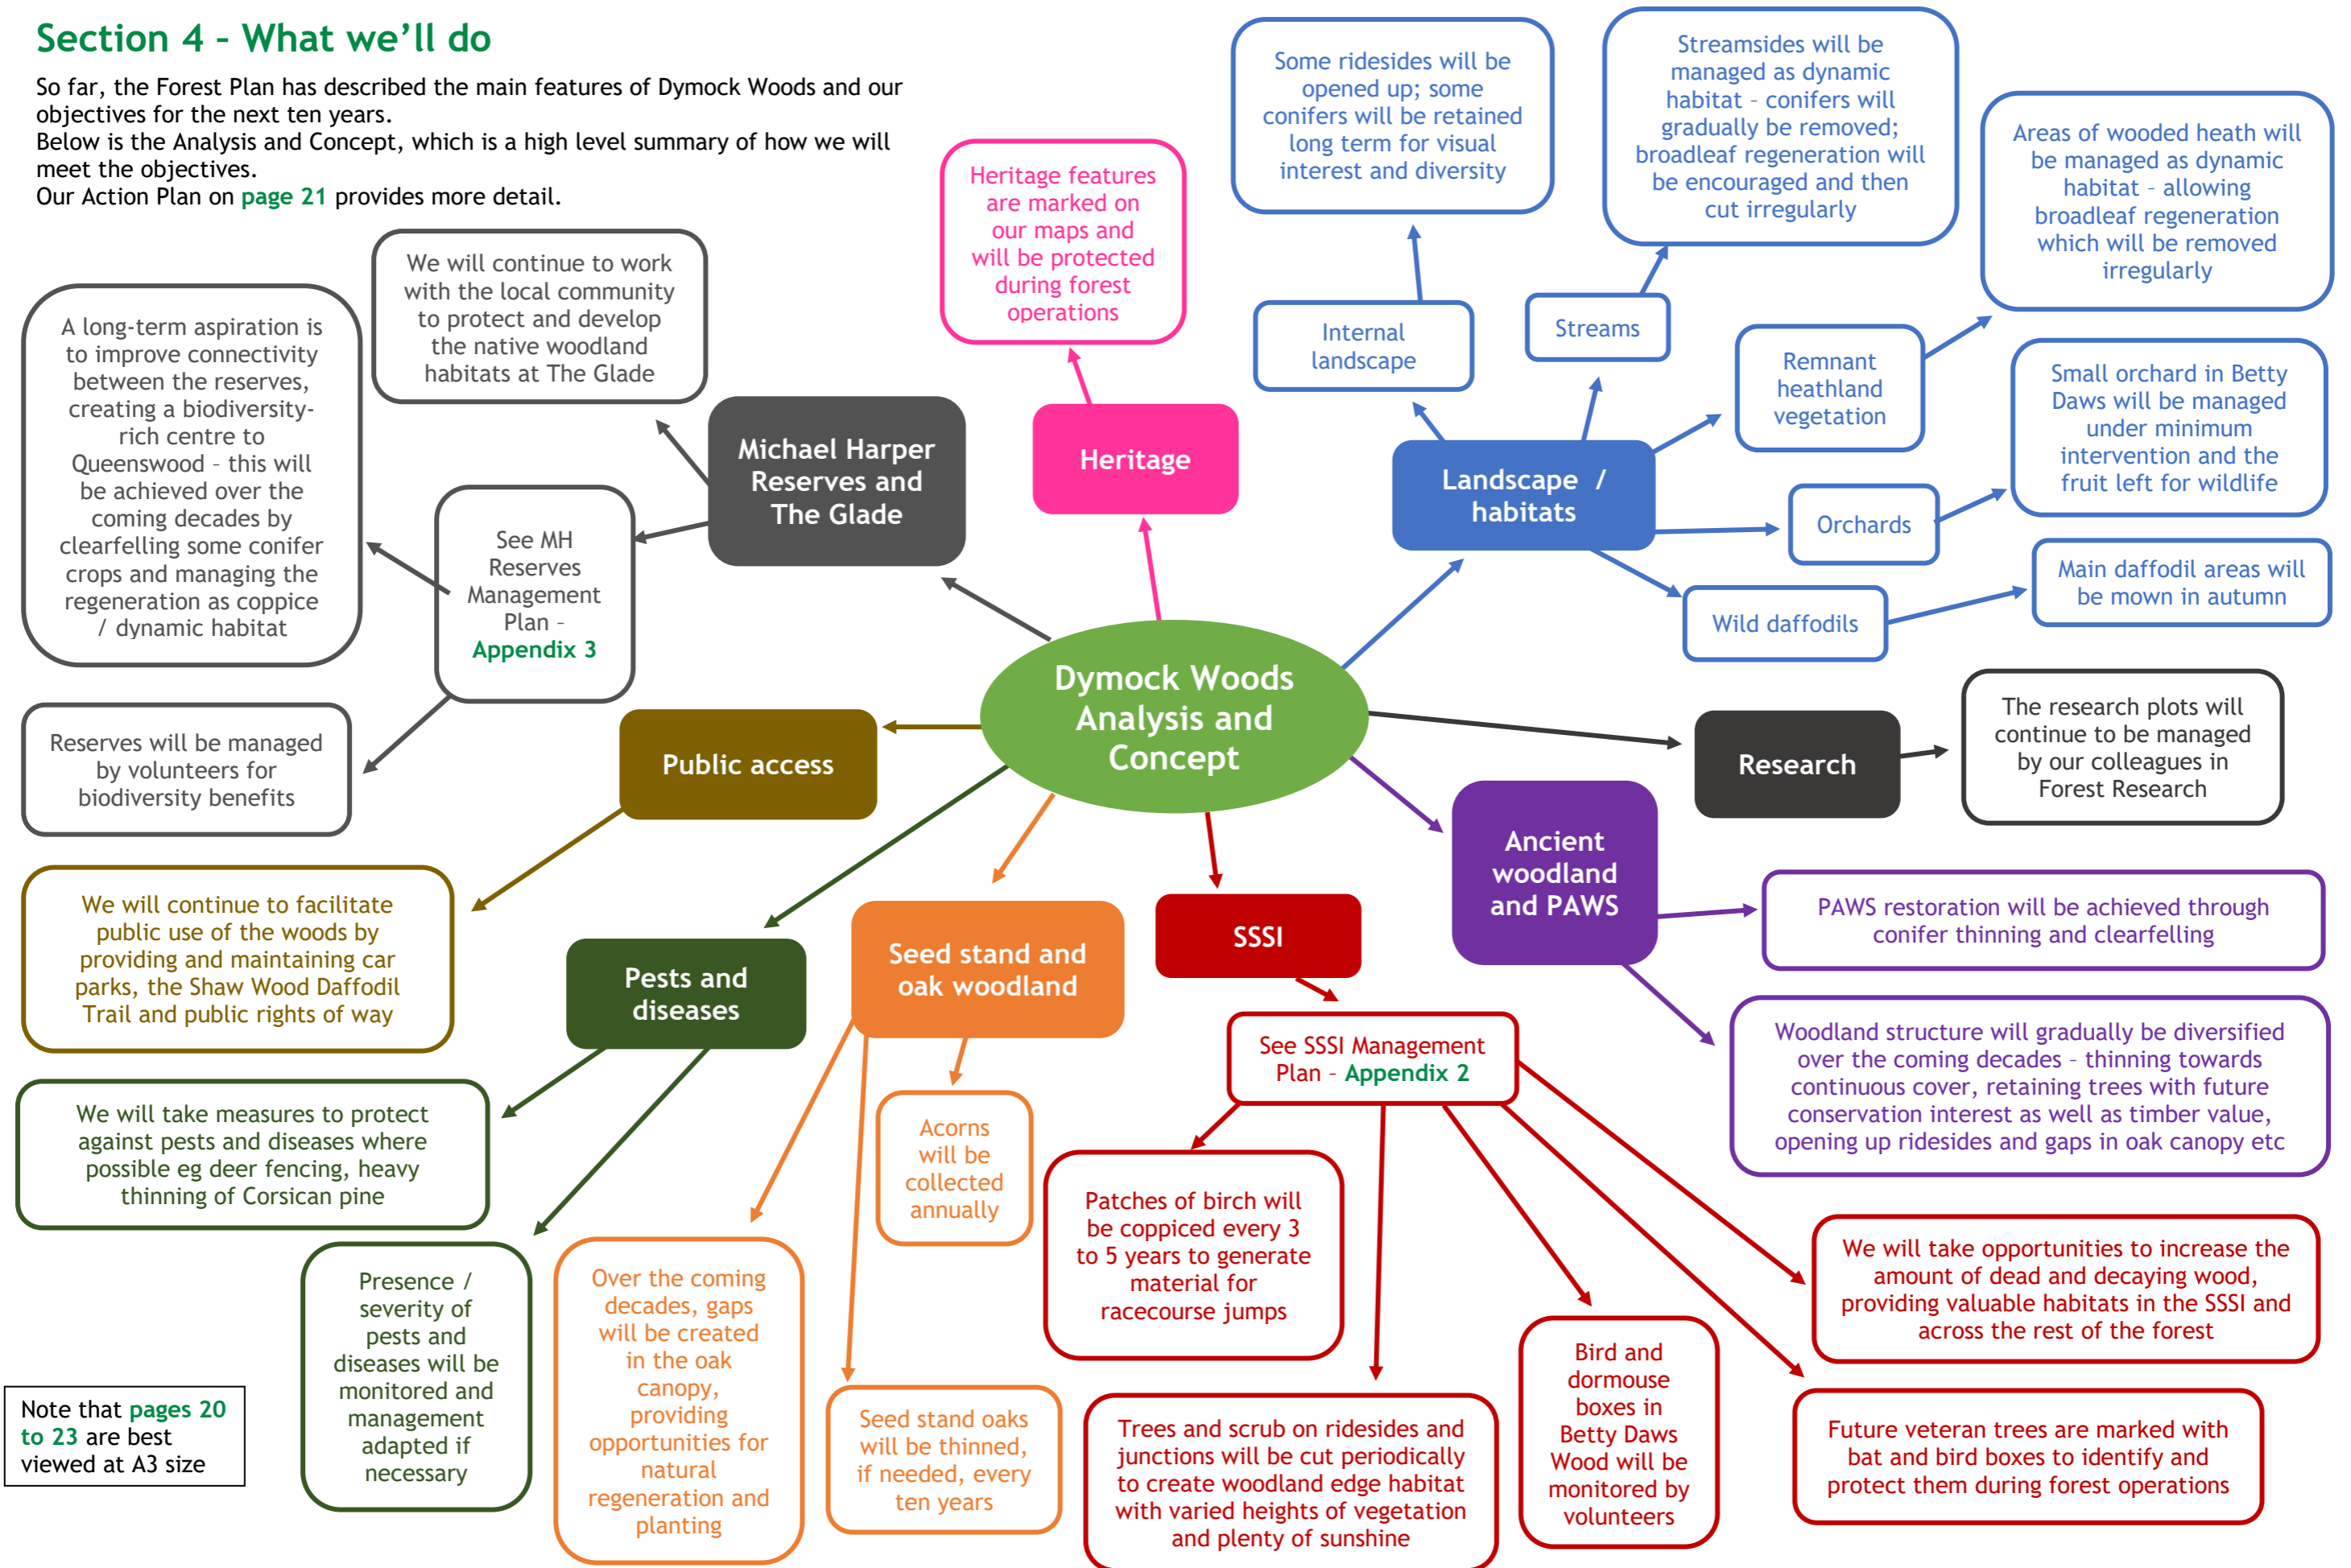 Section 4 – What we’ll do
So far, the Forest Plan has described the main features of Dymock Woods and our
objectives for the next ten years.
Below is the Analysis and Concept, which is a high level summary of how we will
meet the objectives.
Our Action Plan on page 21 provides more detail.
Some ridesides will be
opened up; some
conifers will be retained
long term for visual
interest and diversity
Streamsides will be
managed as dynamic
habitat – conifers will
gradually be removed;
broadleaf regeneration will
be encouraged and then
cut irregularly
Areas of wooded heath will
be managed as dynamic
habitat – allowing
broadleaf regeneration
which will be removed
irregularly
Heritage features
are marked on
our maps and
will be protected
during forest
operations
We will continue to work
with the local community
to protect and develop
the native woodland
habitats at The Glade
A long-term aspiration is
to improve connectivity
between the reserves,
creating a biodiversity-
rich centre to
Queenswood – this will
be achieved over the
coming decades by
clearfelling some conifer
crops and managing the
regeneration as coppice
/ dynamic habitat
Internal
landscape
Streams
Remnant
heathland
vegetation
Small orchard in Betty
Daws will be managed
under minimum
intervention and the
fruit left for wildlife
Michael Harper
Reserves and
The Glade
Heritage
Landscape /
habitats
Orchards
See MH
Reserves
Management
Plan –
Appendix 3
Main daffodil areas will
be mown in autumn
Wild daffodils
Dymock Woods
Analysis and
Concept
Reserves will be managed
by volunteers for
biodiversity benefits
Public access
Research
The research plots will
continue to be managed
by our colleagues in
Forest Research
Ancient
woodland
and PAWS
We will continue to facilitate
public use of the woods by
providing and maintaining car
parks, the Shaw Wood Daffodil
Trail and public rights of way
Pests and
diseases
Seed stand and
oak woodland
SSSI
PAWS restoration will be achieved through
conifer thinning and clearfelling
Woodland structure will gradually be diversified
over the coming decades – thinning towards
continuous cover, retaining trees with future
conservation interest as well as timber value,
opening up ridesides and gaps in oak canopy etc
See SSSI Management
Plan – Appendix 2
We will take measures to protect
against pests and diseases where
possible eg deer fencing, heavy
thinning of Corsican pine
Acorns
will be
collected
annually
Patches of birch will
be coppiced every 3
to 5 years to generate
material for
racecourse jumps
We will take opportunities to increase the
amount of dead and decaying wood,
providing valuable habitats in the SSSI and
across the rest of the forest
Presence /
severity of
pests and
diseases will be
monitored and
management
adapted if
necessary
Over the coming
decades, gaps
will be created
in the oak
canopy,
providing
opportunities for
natural
regeneration and
planting
Seed stand oaks
will be thinned,
if needed, every
ten years
Trees and scrub on ridesides and
junctions will be cut periodically
to create woodland edge habitat
with varied heights of vegetation
and plenty of sunshine
Bird and
dormouse
boxes in
Betty Daws
Wood will be
monitored by
volunteers
Future veteran trees are marked with
bat and bird boxes to identify and
protect them during forest operations
Note that pages 20
to 23 are best
viewed at A3 size